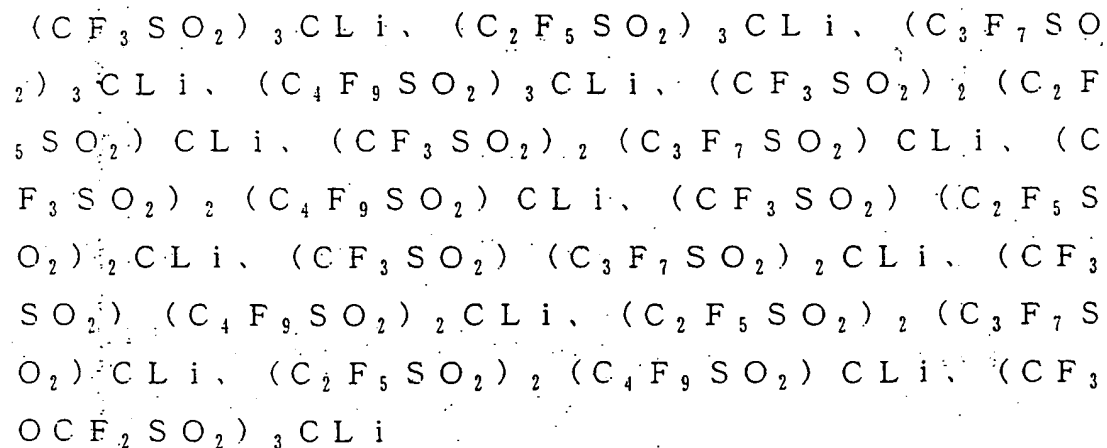 (CF₃SO₂)₃CLi、(C₂F₅SO₂)₃CLi、(C₃F₇SO
₂)₃CLi、(C₄F₉SO₂)₃CLi、(CF₃SO₂)₂(C₂F
₅SO₂)CLi、(CF₃SO₂)₂(C₃F₇SO₂)CLi、(C
F₃SO₂)₂(C₄F₉SO₂)CLi、(CF₃SO₂)(C₂F₅S
O₂)₂CLi、(CF₃SO₂)(C₃F₇SO₂)₂CLi、(CF₃
SO₂)(C₄F₉SO₂)₂CLi、(C₂F₅SO₂)₂(C₃F₇S
O₂)CLi、(C₂F₅SO₂)₂(C₄F₉SO₂)CLi、(CF₃
OCF₂SO₂)₃CLi